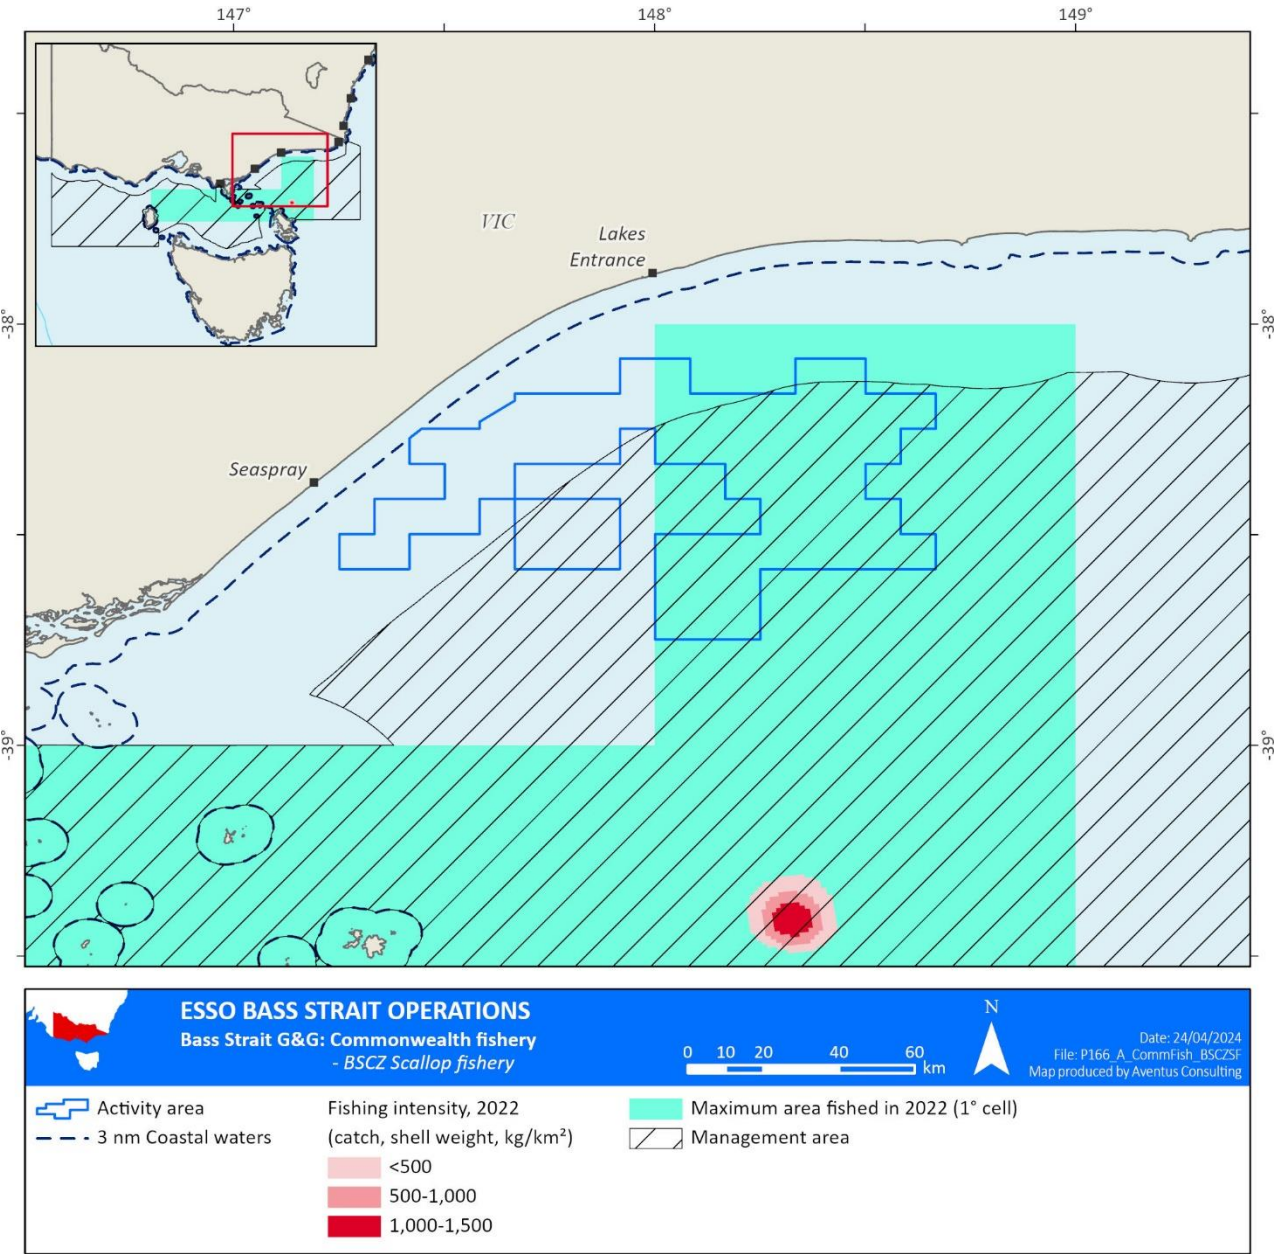 147°
148°
149°
VIC
Lakes
Entrance
-38°
-38°
Seaspray
-39°
-39°
ESSO BASS STRAIT OPERATIONS
Bass Strait G&G: Commonwealth fishery
- BSCZ Scallop fishery
0 10 20 40 60
km
N
Date: 24/04/2024
File: P166_A_CommFish_BSCZSF
Map produced by Aventus Consulting
Activity area
3 nm Coastal waters
Fishing intensity, 2022
(catch, shell weight, kg/km²)
<500
500-1,000
1,000-1,500
Maximum area fished in 2022 (1° cell)
Management area